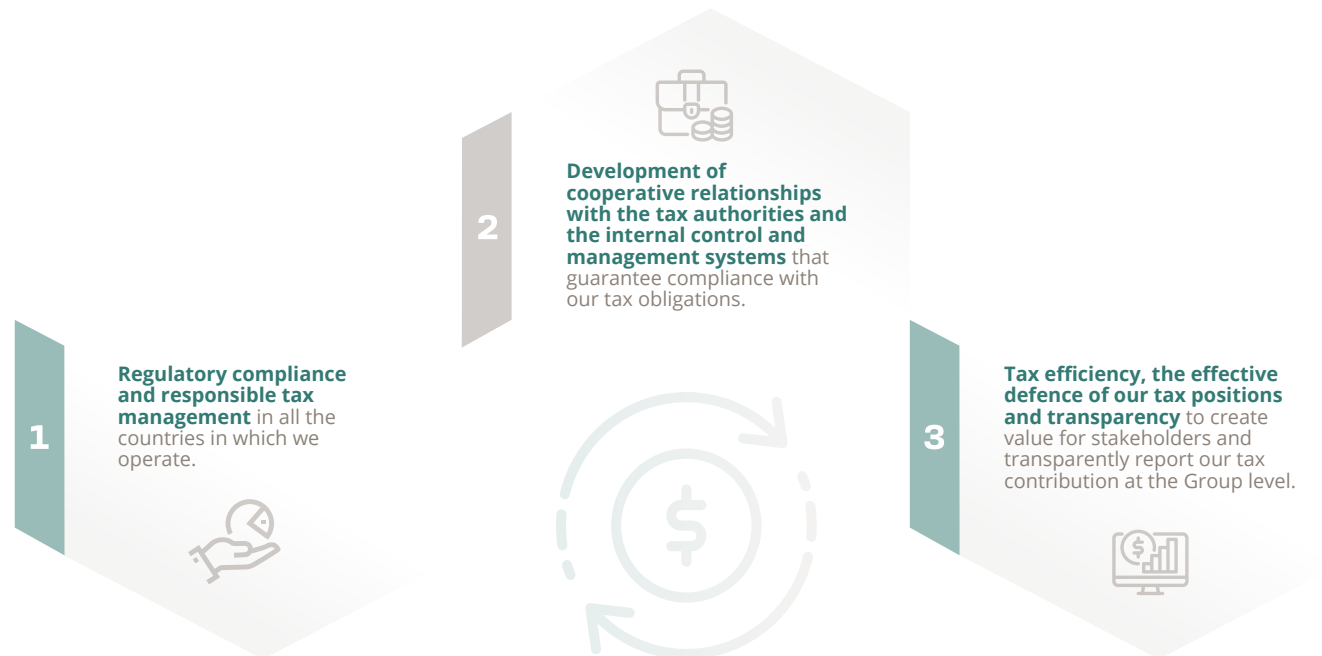 1
Regulatory compliance
and responsible tax
management in all the
countries in which we
operate.
2
Development of
cooperative relationships
with the tax authorities and
the internal control and
management systems that
guarantee compliance with
our tax obligations.
$
3
Tax efficiency, the effective
defence of our tax positions
and transparency to create
value for stakeholders and
transparently report our tax
contribution at the Group level.
$